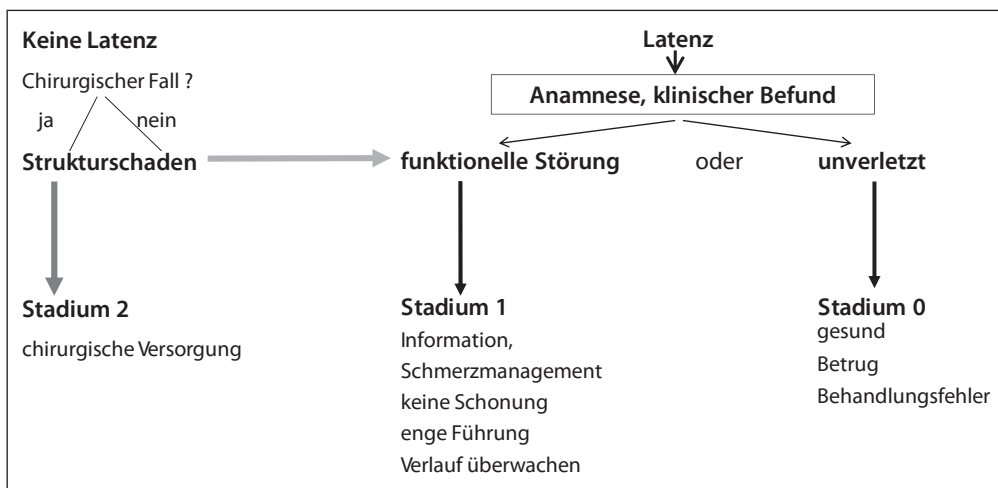 Keine Latenz
Chirurgischer Fall ?
ja
nein
Strukturschaden
Stadium 2
chirurgische Versorgung
Latenz
Anamnese, klinischer Befund
funktionelle Störung
oder
unverletzt
Stadium 1
Information,
Schmerzmanagement
keine Schonung
enge Führung
Verlauf überwachen
Stadium 0
gesund
Betrug
Behandlungsfehler